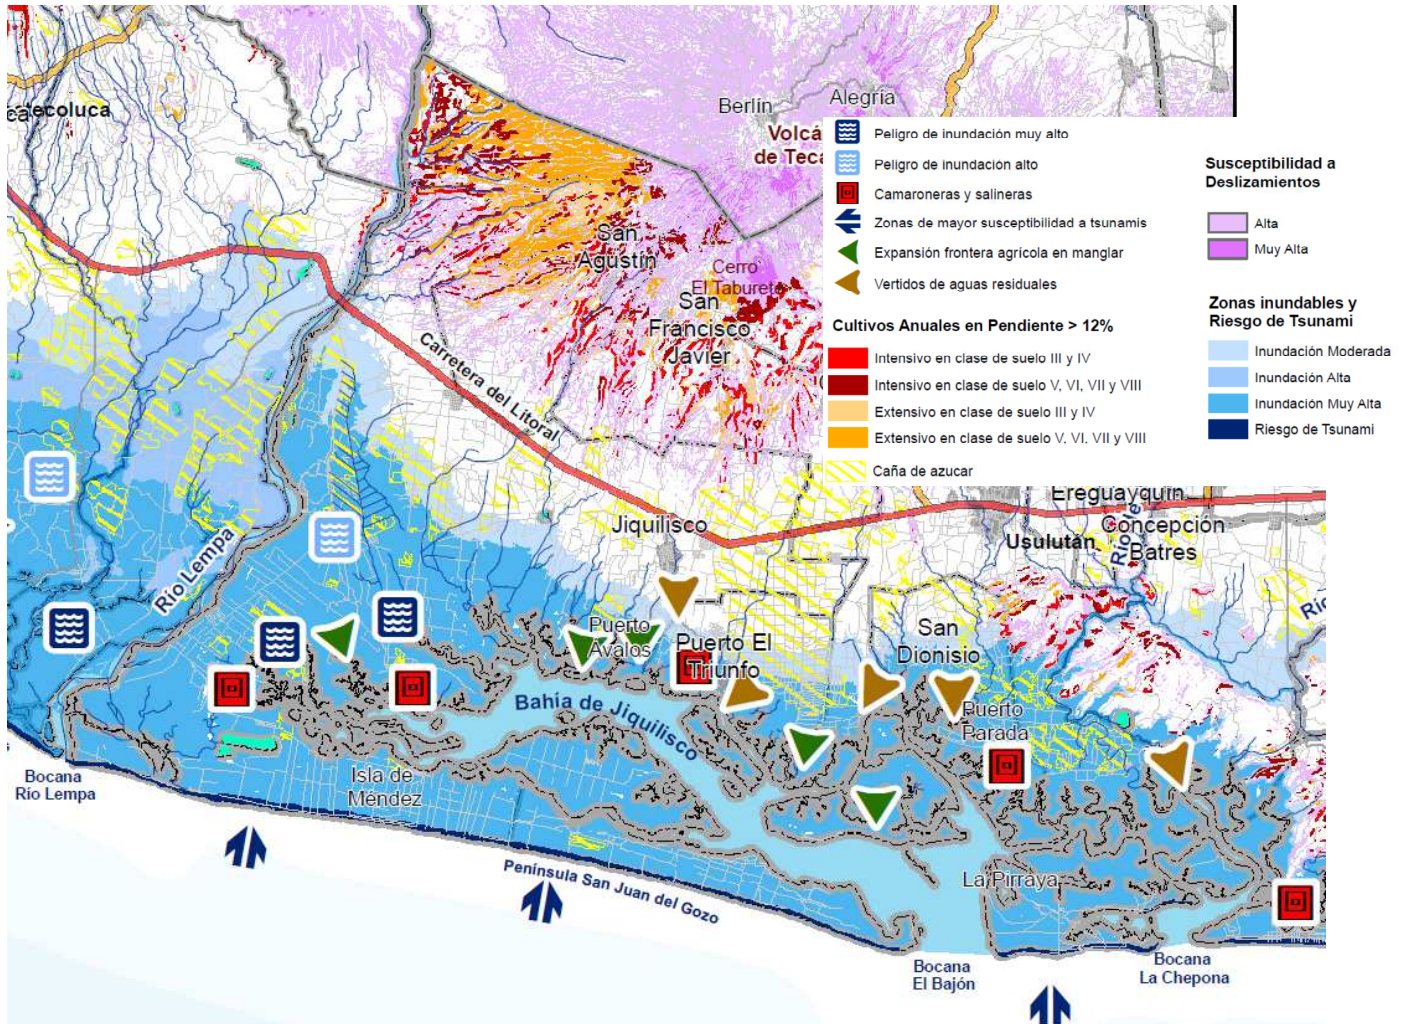 Berlín
Alegría
Volcá
de Teca
San
Agustín
Cerro
El Taburete
San
Francisco
Javier
Carretera del Litoral
Jiquilisco
Ereguayquín
Concepción
Batres
Usulután
Río Lempa
Puerto
Avalos
Puerto El
Triunfo
San
Dionisio
Puerto
Parada
Bahía de Jiquilisco
Isla de
Méndez
Bocana
Río Lempa
Península San Juan del Gozo
La Pirraya
Bocana
El Bajón
Bocana
La Chepona
Peligro de inundación muy alto
Peligro de inundación alto
Camaroneras y salineras
Zonas de mayor susceptibilidad a tsunamis
Expansión frontera agrícola en manglar
Vertidos de aguas residuales
Cultivos Anuales en Pendiente > 12%
Intensivo en clase de suelo III y IV
Intensivo en clase de suelo V, VI, VII y VIII
Extensivo en clase de suelo III y IV
Extensivo en clase de suelo V, VI, VII y VIII
Caña de azucar
Susceptibilidad a
Deslizamientos
Alta
Muy Alta
Zonas inundables y
Riesgo de Tsunami
Inundación Moderada
Inundación Alta
Inundación Muy Alta
Riesgo de Tsunami